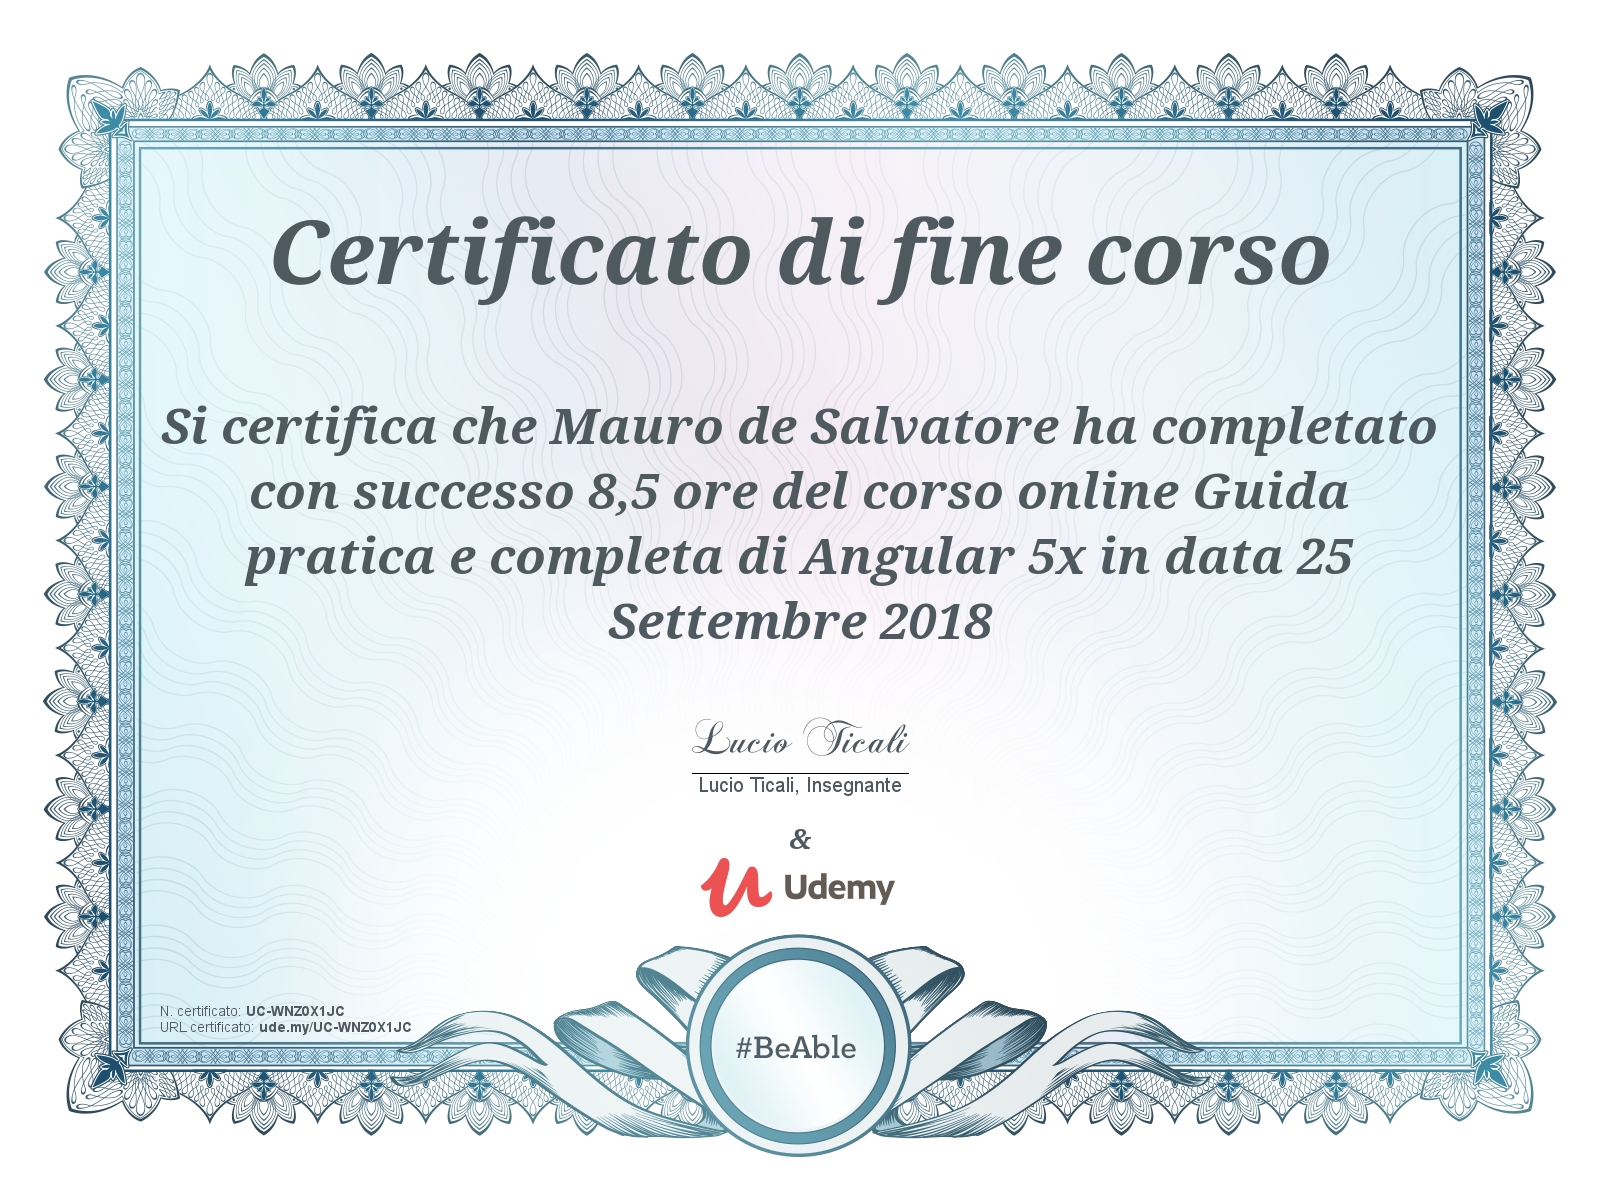 Certificato di fine corso
Si certifica che Mauro de Salvatore ha completato
con successo 8,5 ore del corso online Guida
pratica e completa di Angular 5x in data 25
Settembre 2018
Lucio Ticali
Lucio Ticali, Insegnante
&
Udemy
N. certificato: UC-WNZ0X1JC
URL certificato: ude.my/UC-WNZ0X1JC
#BeAble